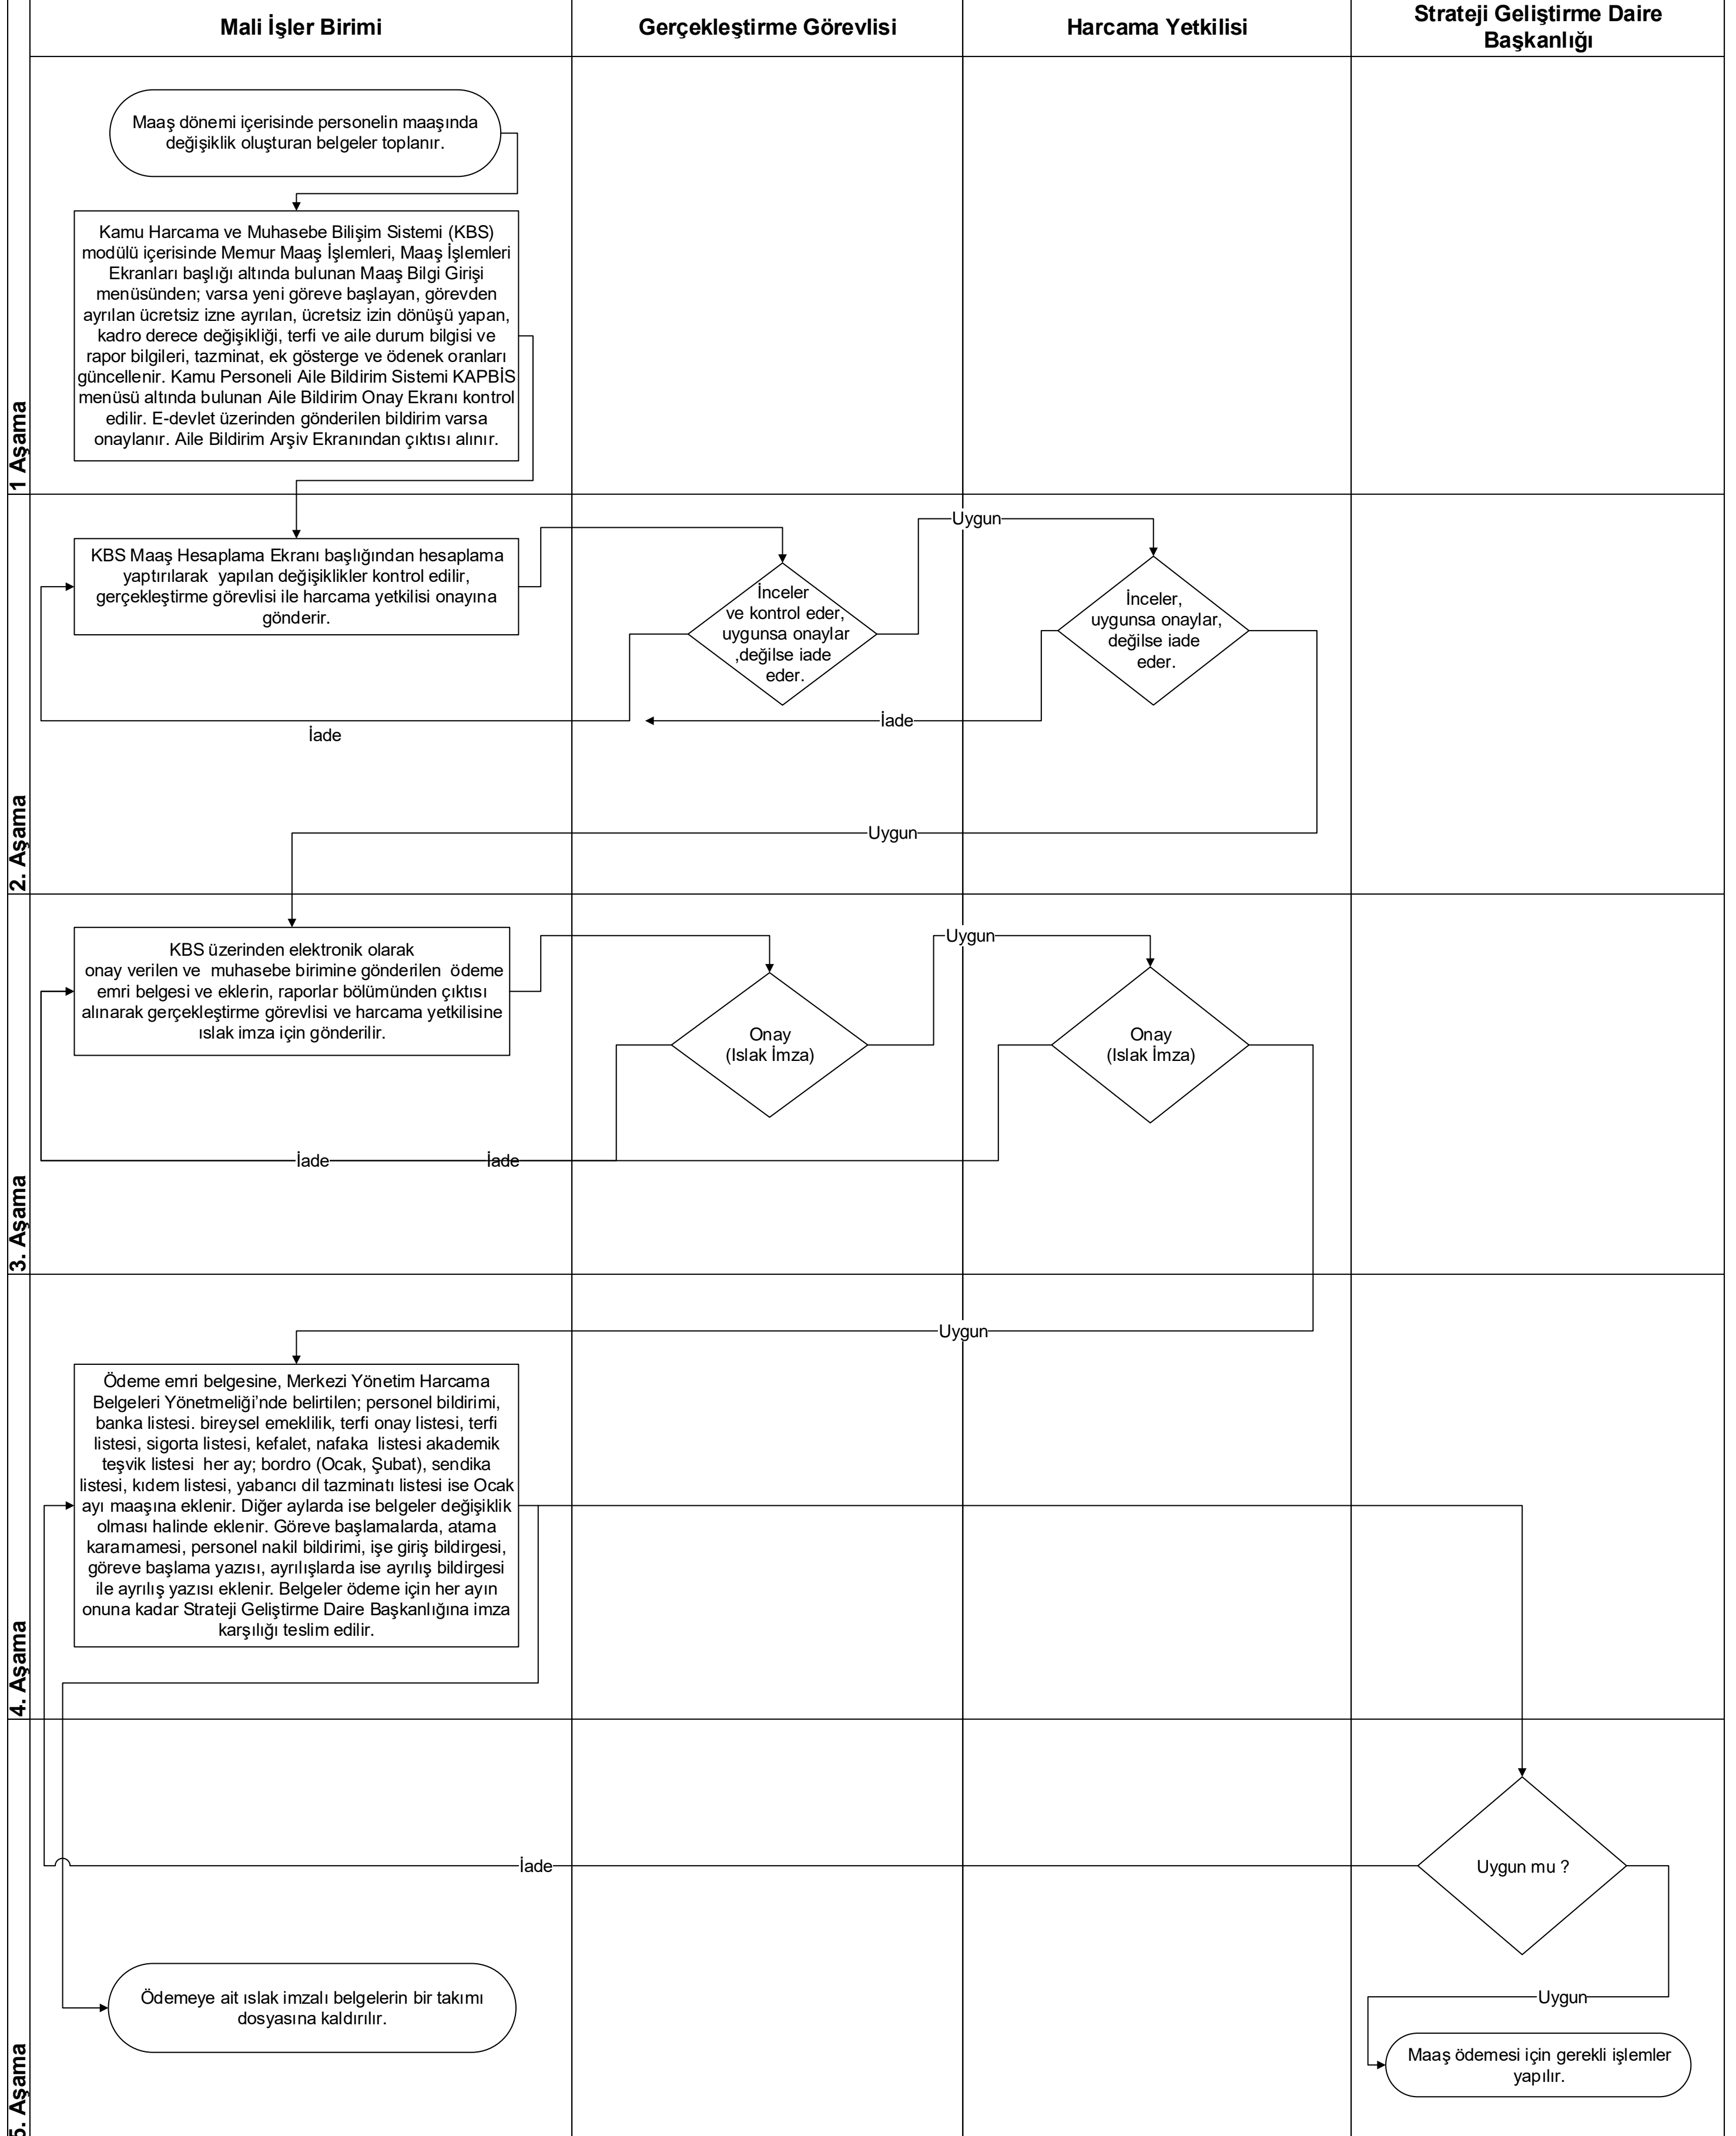 Mali İşler Birimi
Gerçekleştirme Görevlisi
Harcama Yetkilisi
Strateji Geliştirme Daire
Başkanlığı
1 Aşama
Maaş dönemi içerisinde personelin maaşında
değişiklik oluşturan belgeler toplanır.
Kamu Harcama ve Muhasebe Bilişim Sistemi (KBS)
modülü içerisinde Memur Maaş İşlemleri, Maaş İşlemleri
Ekranları başlığı altında bulunan Maaş Bilgi Girişi
menüsünden; varsa yeni göreve başlayan, görevden
ayrılan ücretsiz izne ayrılan, ücretsiz izin dönüşü yapan,
kadro derece değişikliği, terfi ve aile durum bilgisi ve
rapor bilgileri, tazminat, ek gösterge ve ödenek oranları
güncellenir. Kamu Personeli Aile Bildirim Sistemi KAPBİS
menüsü altında bulunan Aile Bildirim Onay Ekranı kontrol
edilir. E-devlet üzerinden gönderilen bildirim varsa
onaylanır. Aile Bildirim Arşiv Ekranından çıktısı alınır.
2. Aşama
KBS Maaş Hesaplama Ekranı başlığından hesaplama
yaptırılarak  yapılan değişiklikler kontrol edilir,
gerçekleştirme görevlisi ile harcama yetkilisi onayına
gönderir.
İnceler
ve kontrol eder,
uygunsa onaylar
,değilse iade
eder.
Uygun
İnceler,
uygunsa onaylar,
değilse iade
eder.
İade
İade
Uygun
3. Aşama
KBS üzerinden elektronik olarak
onay verilen ve  muhasebe birimine gönderilen  ödeme
emri belgesi ve eklerin, raporlar bölümünden çıktısı
alınarak gerçekleştirme görevlisi ve harcama yetkilisine
ıslak imza için gönderilir.
Onay
(Islak İmza)
Uygun
Onay
(Islak İmza)
İade
İade
Uygun
4. Aşama
Ödeme emri belgesine, Merkezi Yönetim Harcama
Belgeleri Yönetmeliği’nde belirtilen; personel bildirimi,
banka listesi. bireysel emeklilik, terfi onay listesi, terfi
listesi, sigorta listesi, kefalet, nafaka  listesi akademik
teşvik listesi  her ay; bordro (Ocak, Şubat), sendika
listesi, kıdem listesi, yabancı dil tazminatı listesi ise Ocak
ayı maaşına eklenir. Diğer aylarda ise belgeler değişiklik
olması halinde eklenir. Göreve başlamalarda, atama
kararnamesi, personel nakil bildirimi, işe giriş bildirgesi,
göreve başlama yazısı, ayrılışlarda ise ayrılış bildirgesi
ile ayrılış yazısı eklenir. Belgeler ödeme için her ayın
onuna kadar Strateji Geliştirme Daire Başkanlığına imza
karşılığı teslim edilir.
5. Aşama
Uygun mu ?
İade
Uygun
Ödemeye ait ıslak imzalı belgelerin bir takımı
dosyasına kaldırılır.
Maaş ödemesi için gerekli işlemler
yapılır.